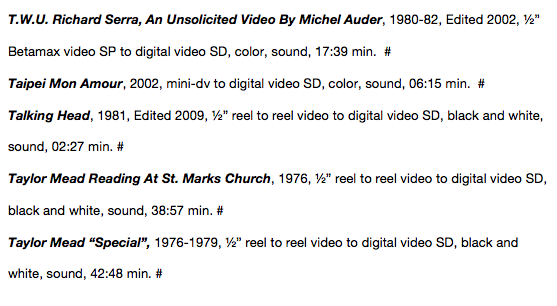 T.W.U. Richard Serra, An Unsolicited Video By Michel Auder, 1980-82, Edited 2002, ½”
Betamax video SP to digital video SD, color, sound, 17:39 min.  #
Taipei Mon Amour, 2002, mini-dv to digital video SD, color, sound, 06:15 min.  #
Talking Head, 1981, Edited 2009, ½” reel to reel video to digital video SD, black and white,
sound, 02:27 min. #
Taylor Mead Reading At St. Marks Church, 1976, ½” reel to reel video to digital video SD,
black and white, sound, 38:57 min. #
Taylor Mead “Special”, 1976-1979, ½” reel to reel video to digital video SD, black and
white, sound, 42:48 min. #